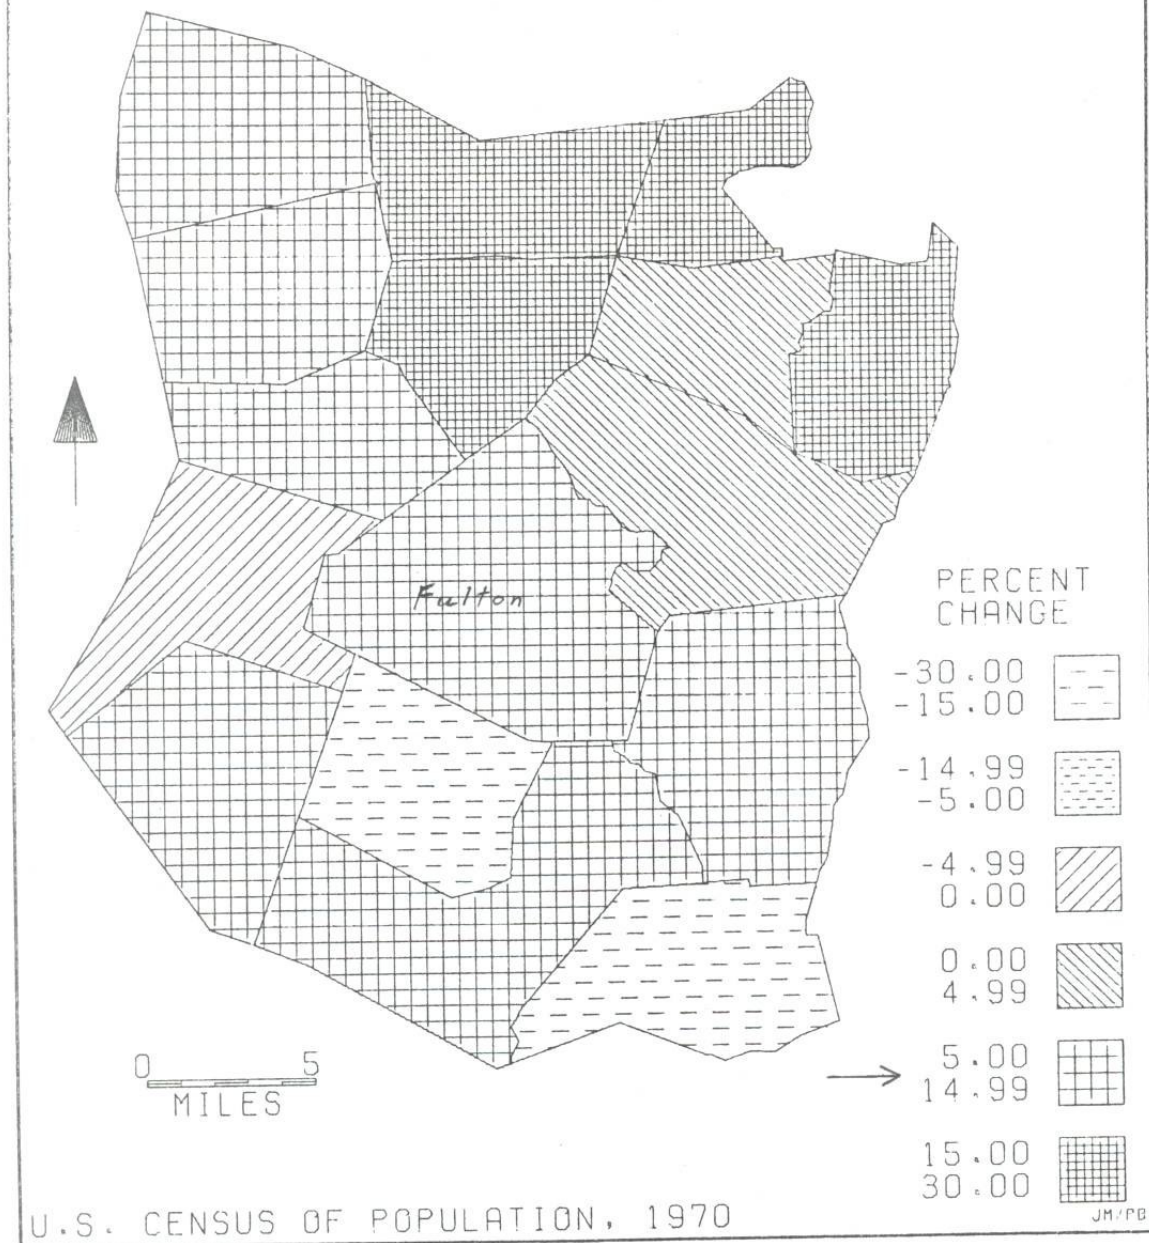 Fulton
PERCENT
CHANGE
-30.00
-15.00
-14.99
-5.00
-4.99
0.00
0.00
4.99
5.00
14.99
15.00
30.00
0 5
MILES
U.S. CENSUS OF POPULATION, 1970
JM/PB